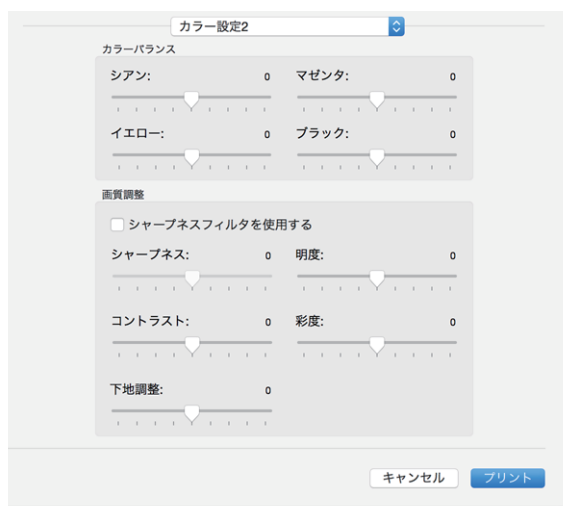 カラー設定2
カラーバランス
シアン: 0 マゼンタ: 0
イエロー: 0 ブラック: 0
画質調整
シャープネスフィルタを使用する
シャープネス: 0 明度: 0
コントラスト: 0 彩度: 0
下地調整: 0
キャンセル プリント